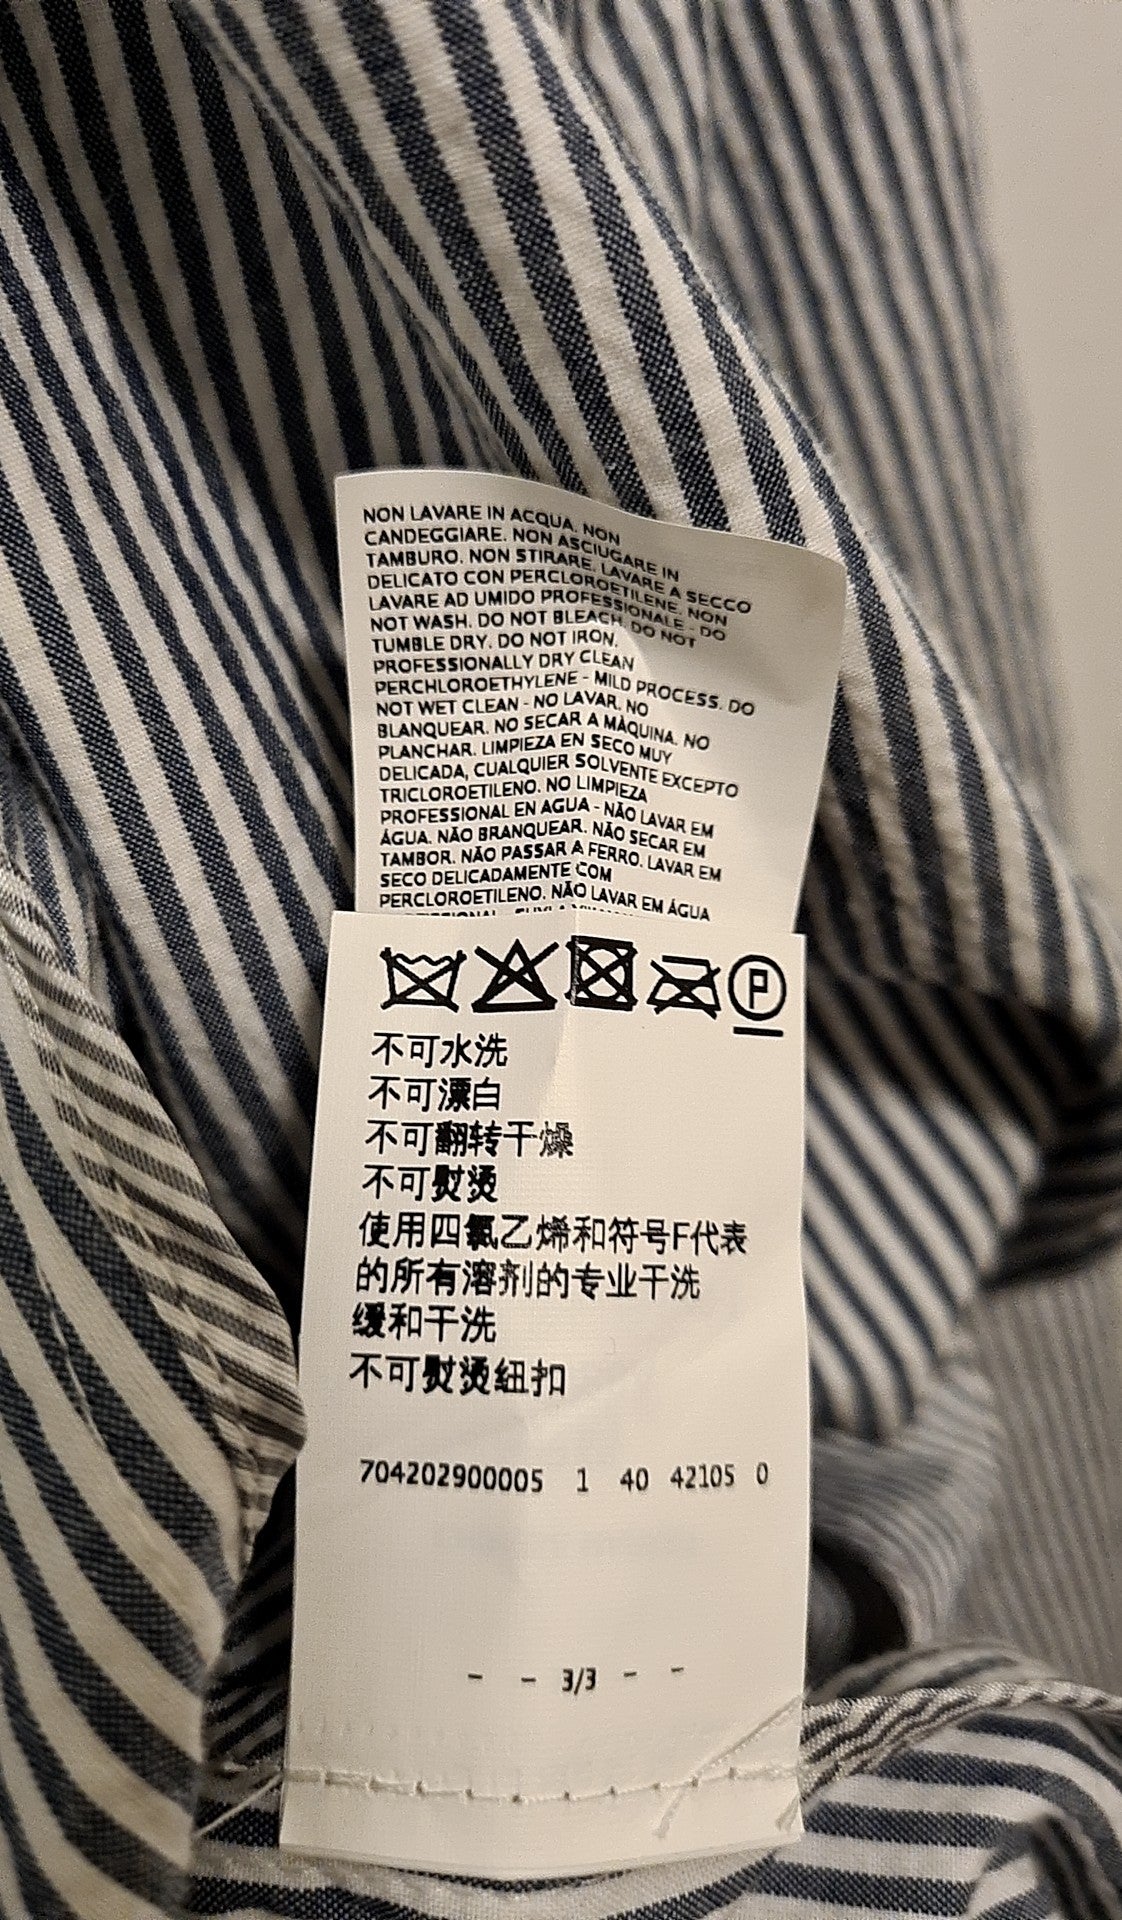 NON LAVARE IN ACQUA. NON
CANDEGGIARE. NON ASCIUGARE IN
TAMBURO. NON STIRARE. LAVARE A SECCO
DELICATO CON PERCLOROETILENE. NON
LAVARE AD UMIDO PROFESSIONALE - DO
NOT WASH. DO NOT BLEACH. DO NOT
TUMBLE DRY. DO NOT IRON.
PROFESSIONALLY DRY CLEAN
PERCHLOROETHYLENE - MILD PROCESS. DO
NOT WET CLEAN - NO LAVAR. NO
BLANQUEAR. NO SECAR A MÁQUINA. NO
PLANCHAR. LIMPIEZA EN SECO MUY
DELICADA, CUALQUIER SOLVENTE EXCEPTO
TRICLOROETILENO. NO LIMPIEZA
PROFESSIONAL EN AGUA - NÃO LAVAR EM
ÁGUA. NÃO BRANQUEAR. NÃO SECAR EM
TAMBOR. NÃO PASSAR A FERRO. LAVAR EM
SECO DELICADAMENTE COM
PERCLOROETILENO. NÃO LAVAR EM ÁGUA
P
不可水洗
不可漂白
不可翻转干燥
不可熨烫
使用四氯乙烯和符号F代表
的所有溶剂的专业干洗
缓和干洗
不可熨烫纽扣
704202900005 1 40 42105 0
- - 3/3 - -